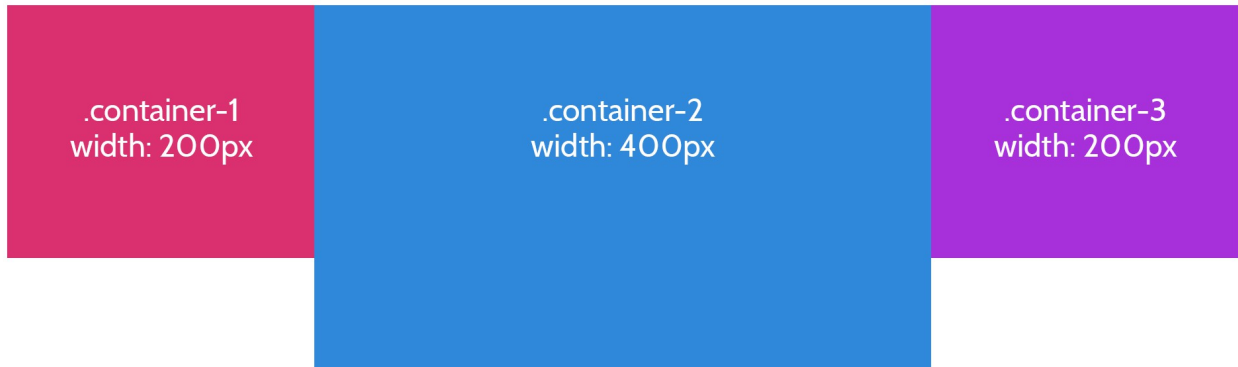 .container-1
width: 200px
.container-2
width: 400px
.container-3
width: 200px